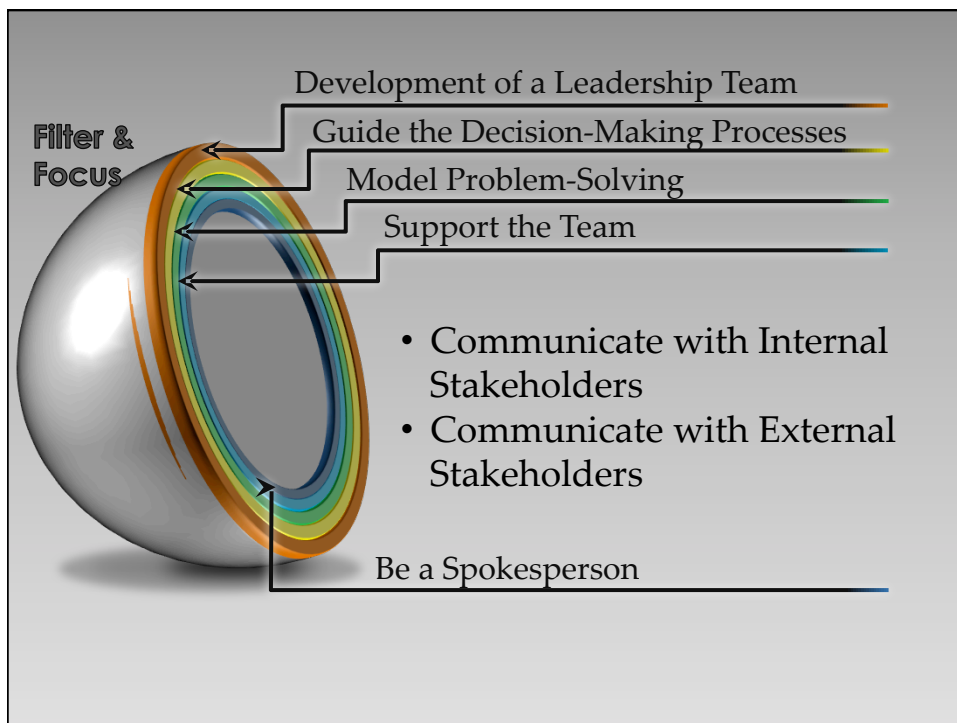 Development of a Leadership Team
Filter &
Focus
Guide the Decision-Making Processes
Model Problem-Solving
Support the Team
• Communicate with Internal
Stakeholders
• Communicate with External
Stakeholders
Be a Spokesperson